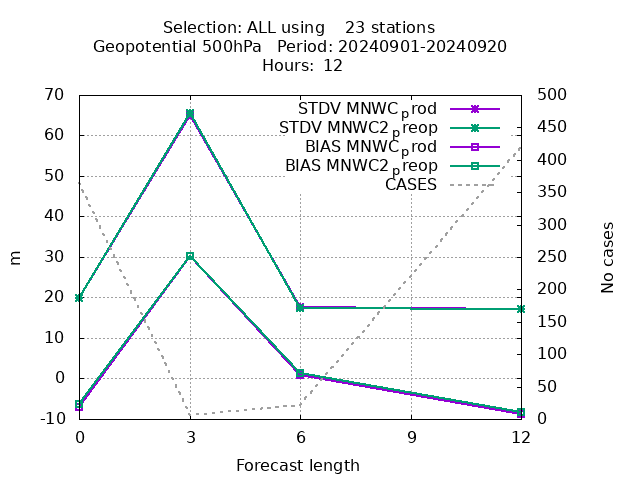 Selection: ALL using    23 stations
Geopotential 500hPa   Period: 20240901-20240920
Hours: 12
STDV MNWC_prod
STDV MNWC2_preop
BIAS MNWC_prod
BIAS MNWC2_preop
CASES
70
60
50
40
30
20
10
0
-10
m
500
450
400
350
300
250
200
150
100
50
0
No cases
0 3 6 9 12
Forecast length